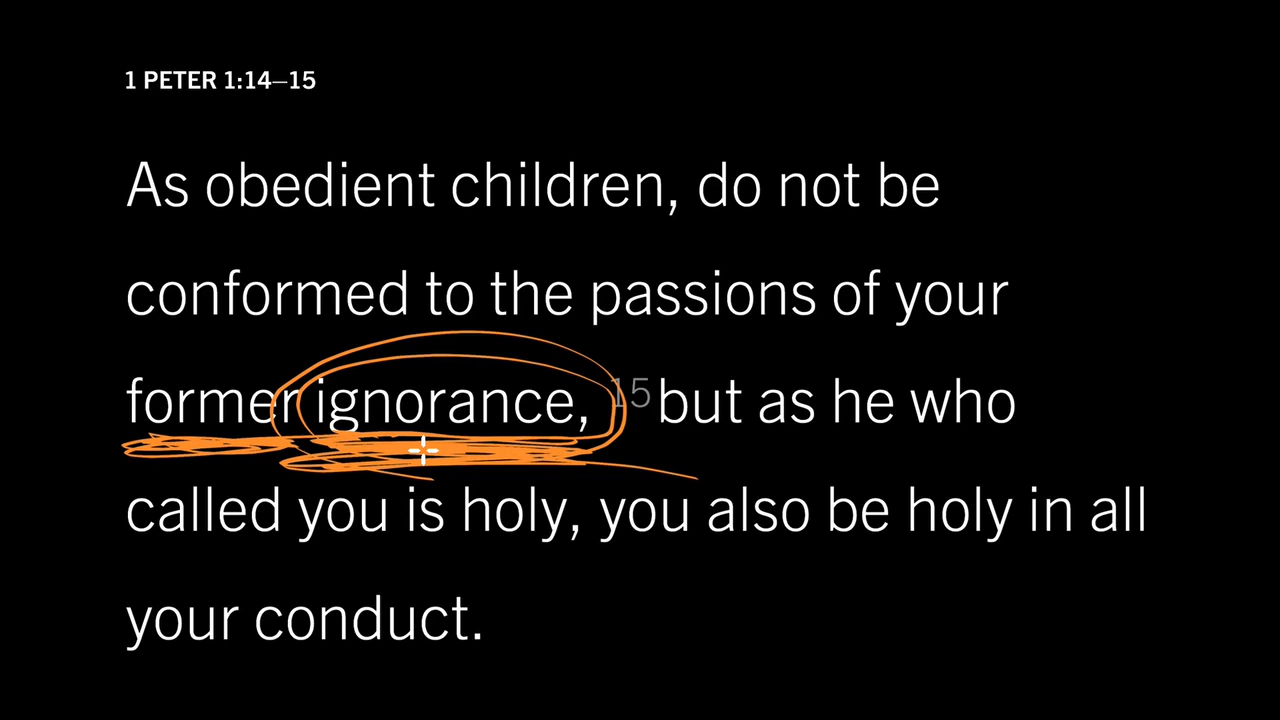 1 PETER 1:14–15
As obedient children, do not be
conformed to the passions of your
former ignorance, 15 but as he who
called you is holy, you also be holy in all
your conduct.